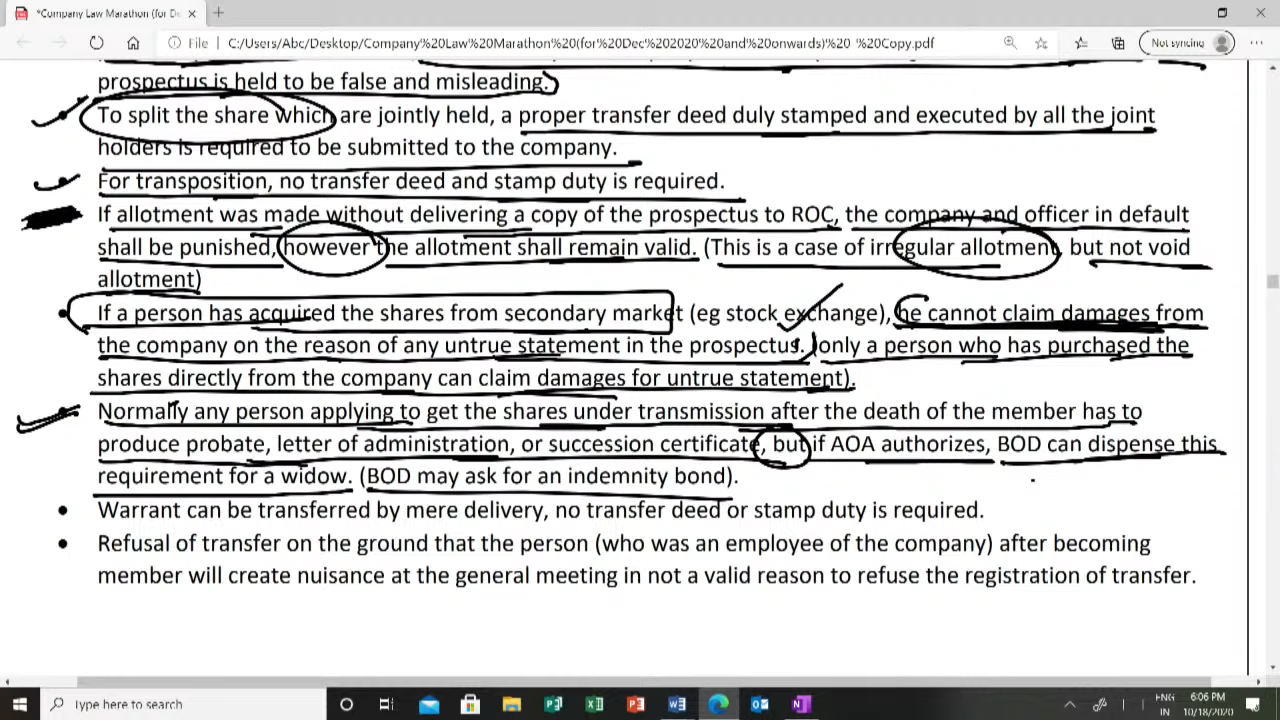 *Company Law Marathon (for De
File
C:/Users/Abc/Desktop/Company%20Law%20Marathon%20(for%20Dec%202020%20and%20onwards)%20 %20Copy.pdf
Not syncing
prospectus is held to be false and misleading.)
To split the share which are jointly held, a proper transfer deed duly stamped and executed by all the joint
holders is required to be submitted to the company.
For transposition, no transfer deed and stamp duty is required.
If allotment was made without delivering a copy of the prospectus to ROC, the company and officer in default
shall be punished, however the allotment shall remain valid. (This is a case of irregular allotment, but not void
allotment)
If a person has acquired the shares from secondary market (eg stock exchange), he cannot claim damages from
the company on the reason of any untrue statement in the prospectus. (only a person who has purchased the
shares directly from the company can claim damages for untrue statement).
Normally any person applying to get the shares under transmission after the death of the member has to
produce probate, letter of administration, or succession certificate, but if AOA authorizes, BOD can dispense this
requirement for a widow. (BOD may ask for an indemnity bond).
Warrant can be transferred by mere delivery, no transfer deed or stamp duty is required.
Refusal of transfer on the ground that the person (who was an employee of the company) after becoming
member will create nuisance at the general meeting in not a valid reason to refuse the registration of transfer.
Type here to search
ENG
IN
6:06 PM
10/18/2020